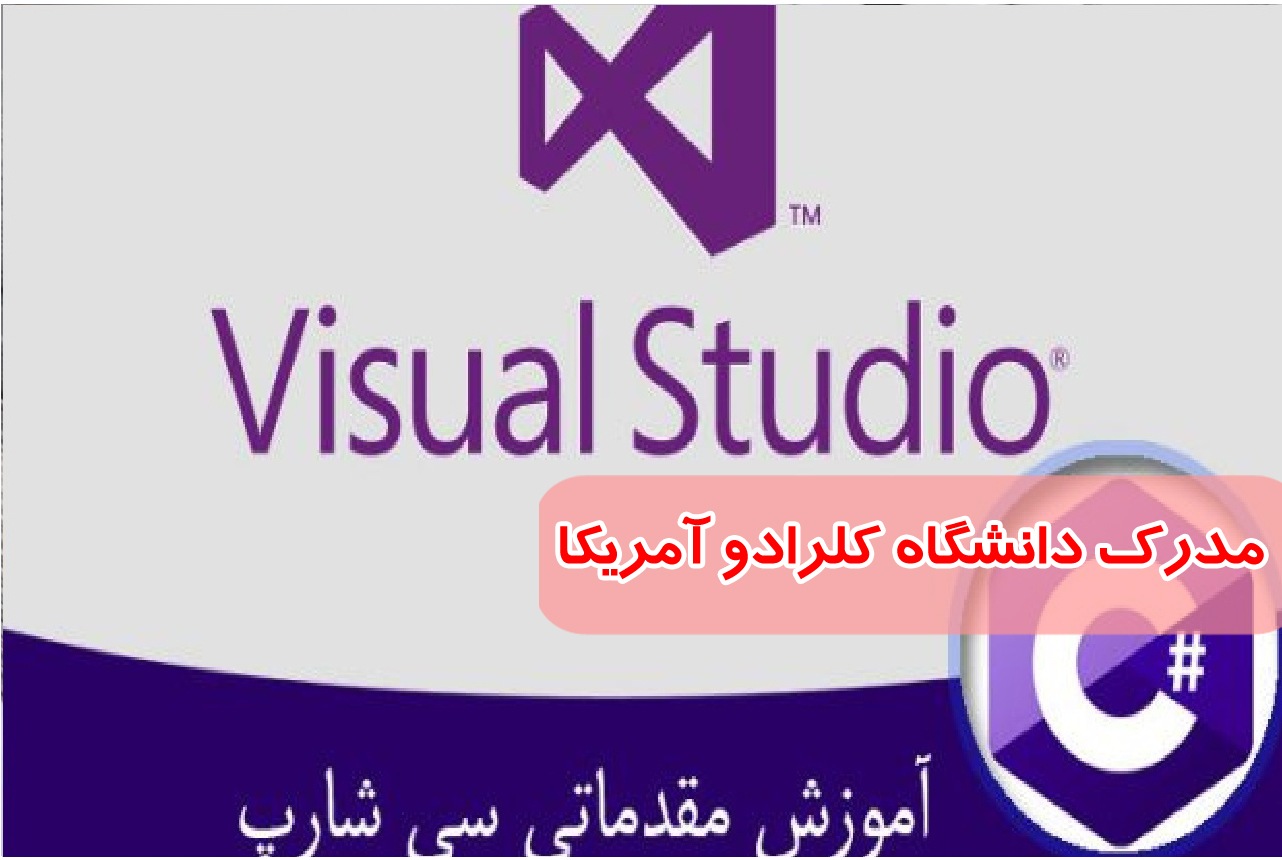 TM
Visual Studio®
مدرک دانشگاه کلرادو آمریکا
C#
آموزش مقدماتی سی شارپ